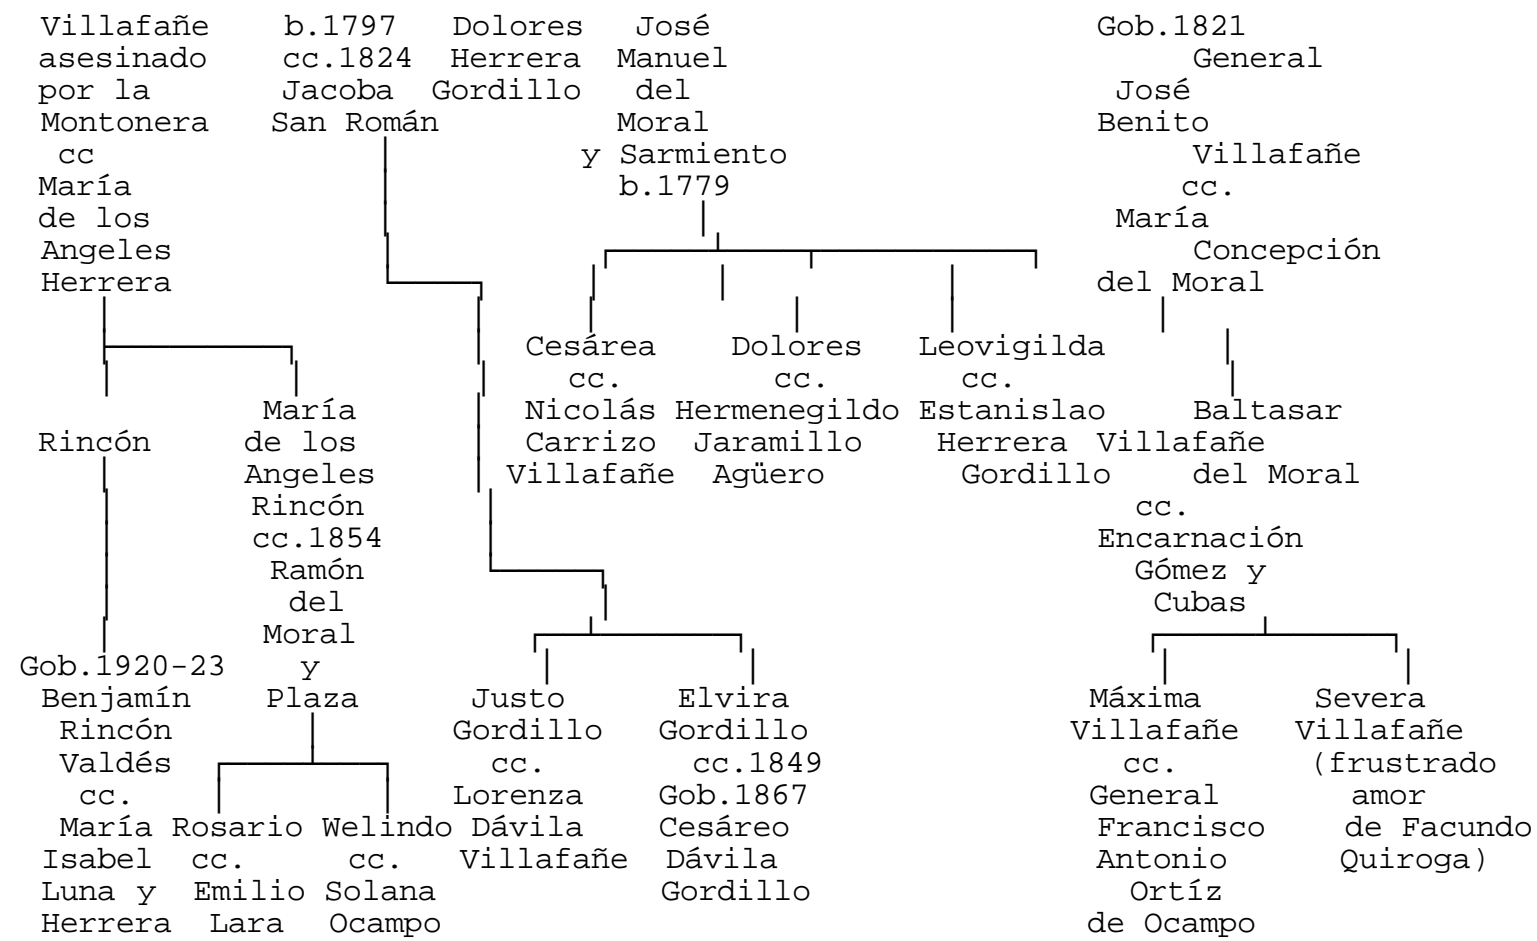 Villafañe b.1797 Dolores José Gob.1821
asesinado cc.1824 Herrera Manuel General
por la Jacoba Gordillo del José
Montonera San Román Moral Benito
cc y Sarmiento Villafañe
María b.1779 cc.
de los María
Angeles Concepción
Herrera del Moral
Cesárea Dolores Leovigilda
cc. cc. cc.
María Nicolás Hermenegildo Estanislao Baltasar
Rincón de los Carrizo Jaramillo Herrera Villafañe
Angeles Villafañe Agüero Gordillo del Moral
Rincón cc.
cc.1854 Encarnación
Ramón Gómez y
del Cubas
Moral
Gob.1920-23 y
Benjamín Plaza Justo Elvira Máxima Severa
Rincón Gordillo Gordillo Villafañe Villafañe
Valdés cc. cc.1849 cc. (frustrado
cc. Lorenza Gob.1867 General amor
María Rosario Welindo Dávila Cesáreo Francisco de Facundo
Isabel cc. cc. Villafañe Dávila Antonio Quiroga)
Luna y Emilio Solana Gordillo Ortíz
Herrera Lara Ocampo de Ocampo